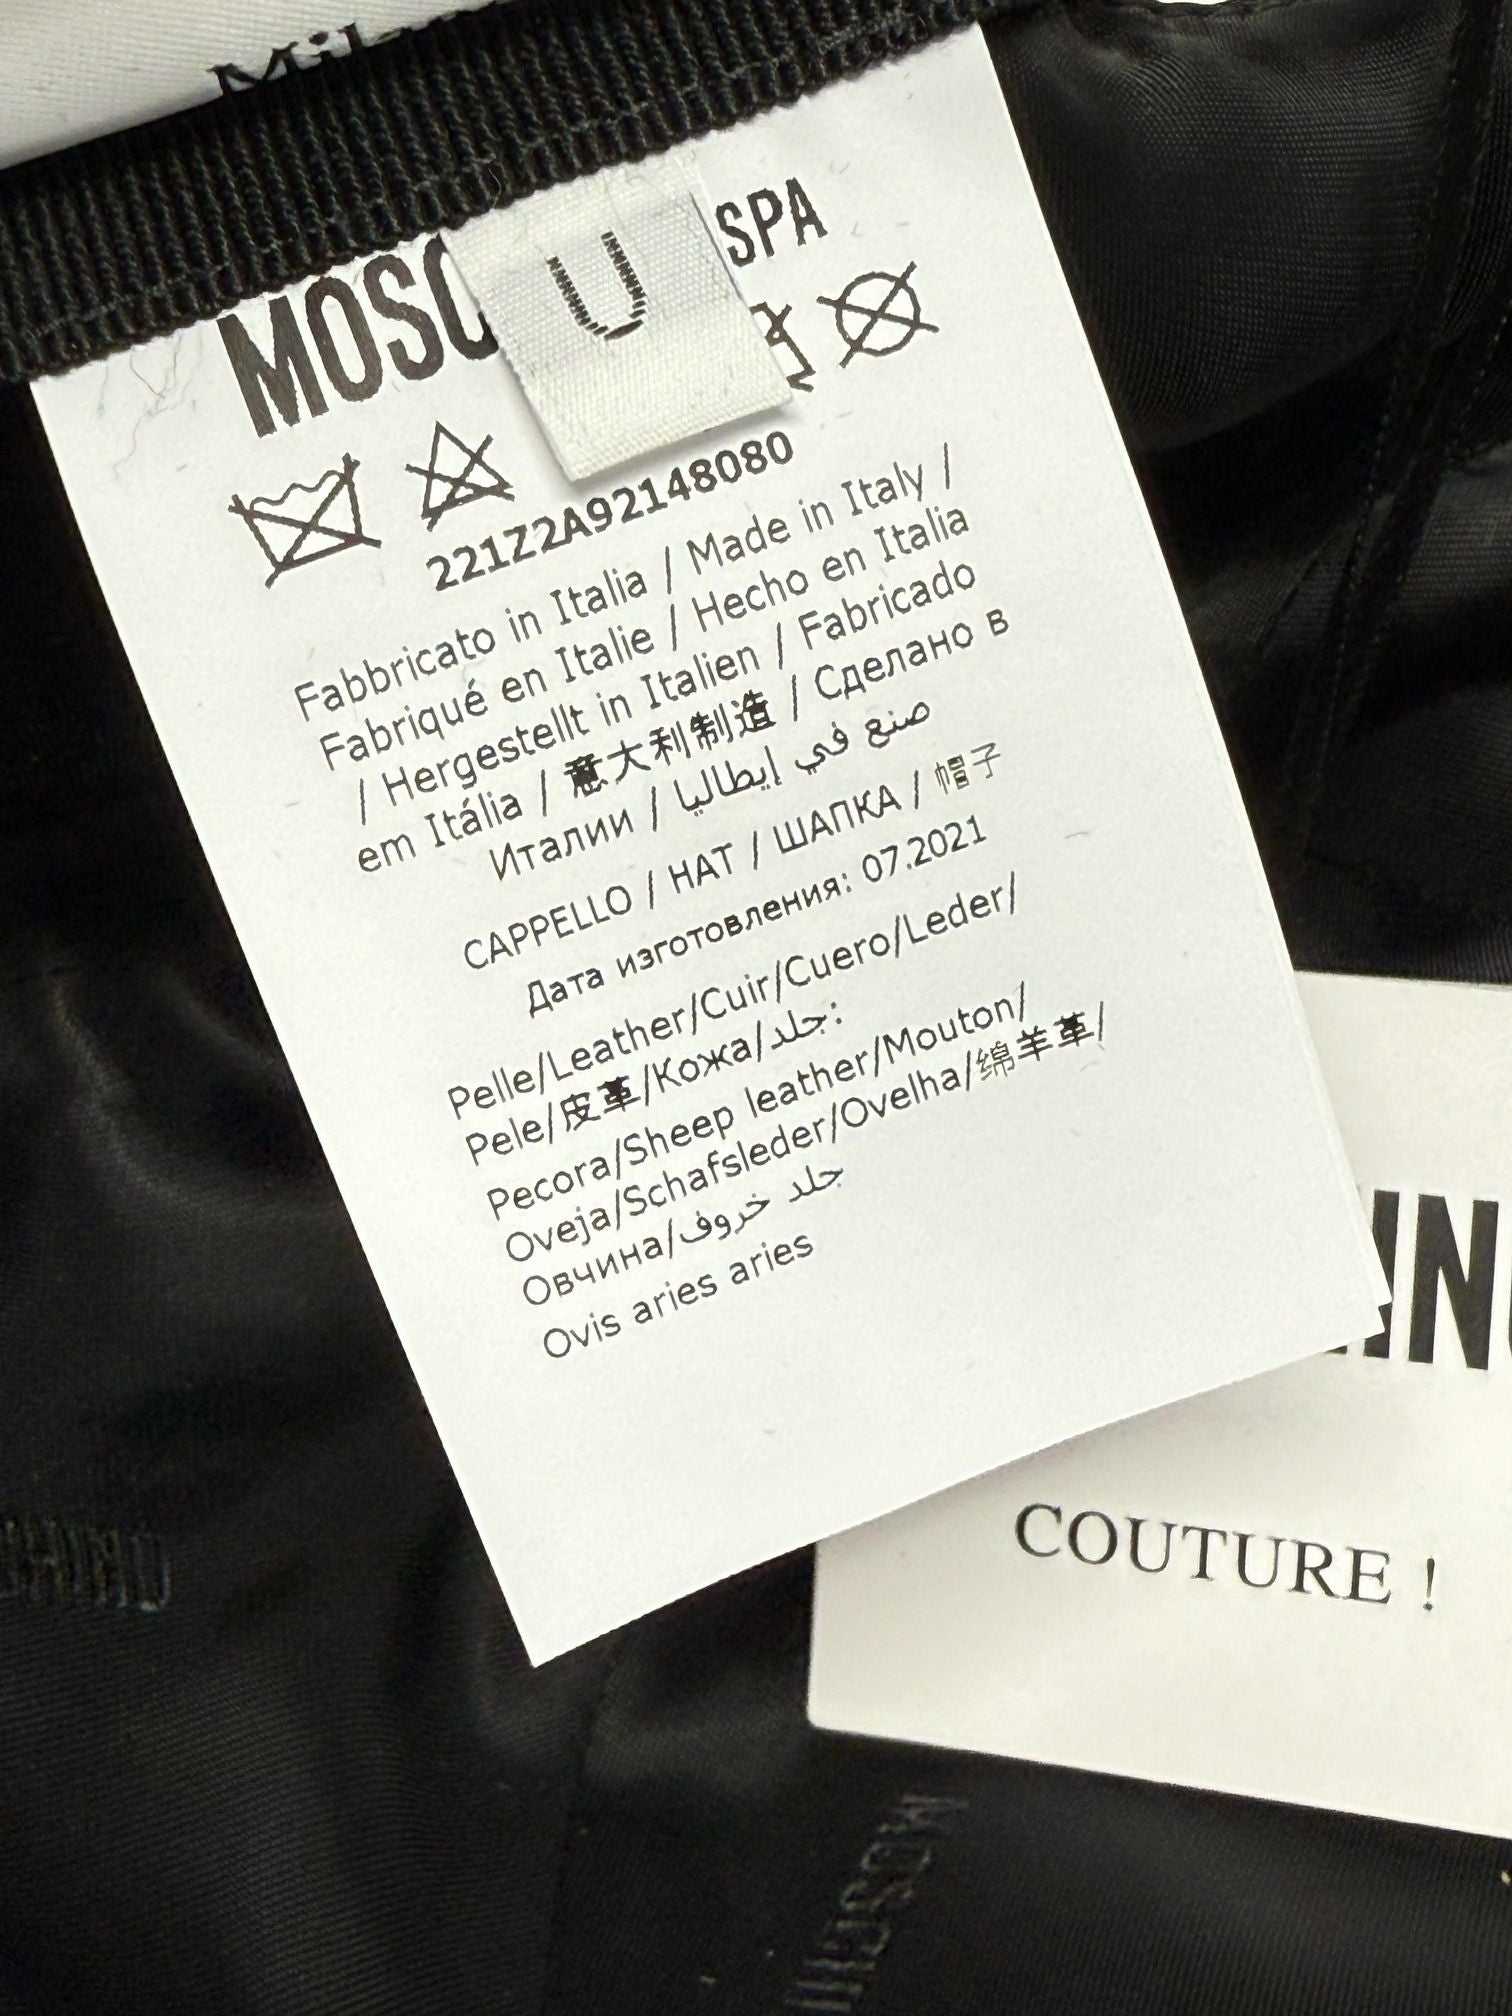 MOSC SPA
U
221Z2A92148080
Fabbricato in Italia / Made in Italy /
Fabriqué en Italie / Hecho en Italia
/ Hergestellt in Italien / Fabricado
em Itália / 意大利制造 / Сделано в
Италии / صنع في إيطاليا
CAPPELLO / HAT / ШАПКА / 帽子
Дата изготовления: 07.2021
Pelle/Leather/Cuir/Cuero/Leder/
Pele/皮革/Кожа/جلد:
Pecora/Sheep leather/Mouton/
Oveja/Schafsleder/Ovelha/绵羊革/
Овчина/جلد خروف
Ovis aries aries
COUTURE !
MOSCHINO